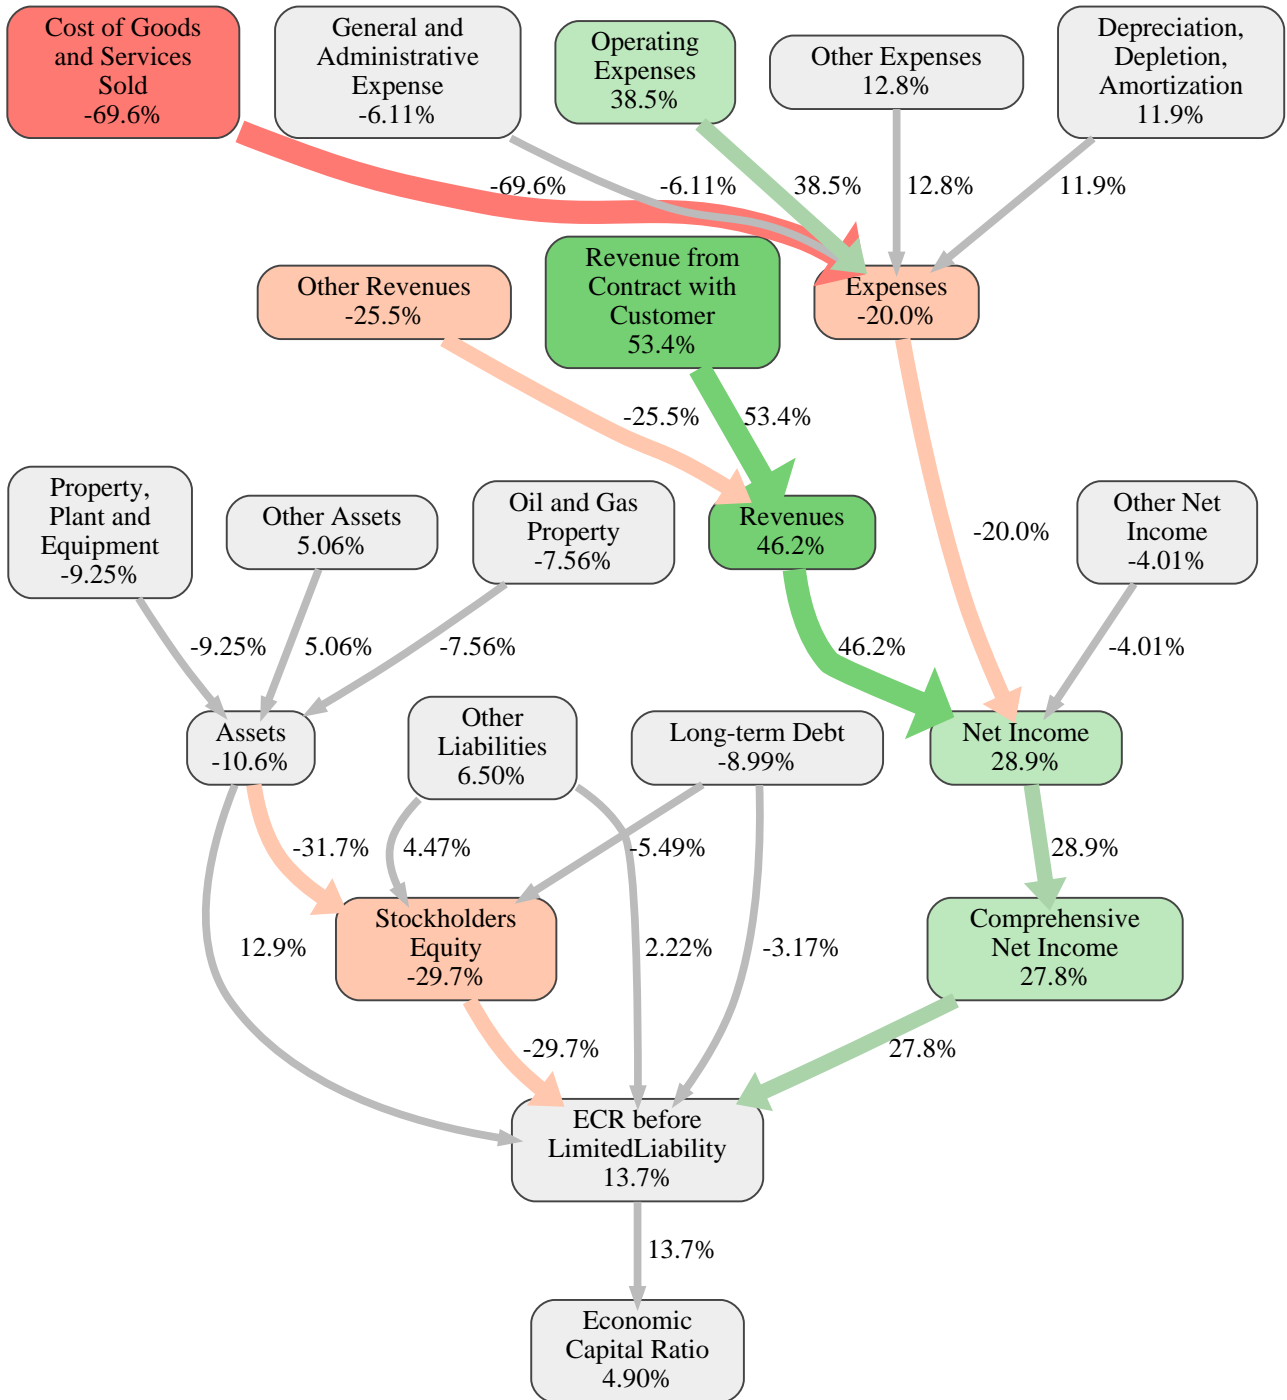 Cost of Goods
and Services
Sold
-69.6%
General and
Administrative
Expense
-6.11%
Operating
Expenses
38.5%
Other Expenses
12.8%
Depreciation,
Depletion,
Amortization
11.9%
-69.6%
-6.11%
38.5%
12.8%
11.9%
Other Revenues
-25.5%
Revenue from
Contract with
Customer
53.4%
Expenses
-20.0%
-25.5%
53.4%
Property,
Plant and
Equipment
-9.25%
Other Assets
5.06%
Oil and Gas
Property
-7.56%
Revenues
46.2%
-20.0%
Other Net
Income
-4.01%
-9.25%
5.06%
-7.56%
46.2%
-4.01%
Assets
-10.6%
Other
Liabilities
6.50%
Long-term Debt
-8.99%
Net Income
28.9%
-31.7%
4.47%
-5.49%
28.9%
Stockholders
Equity
-29.7%
Comprehensive
Net Income
27.8%
12.9%
2.22%
-3.17%
-29.7%
27.8%
ECR before
LimitedLiability
13.7%
13.7%
Economic
Capital Ratio
4.90%